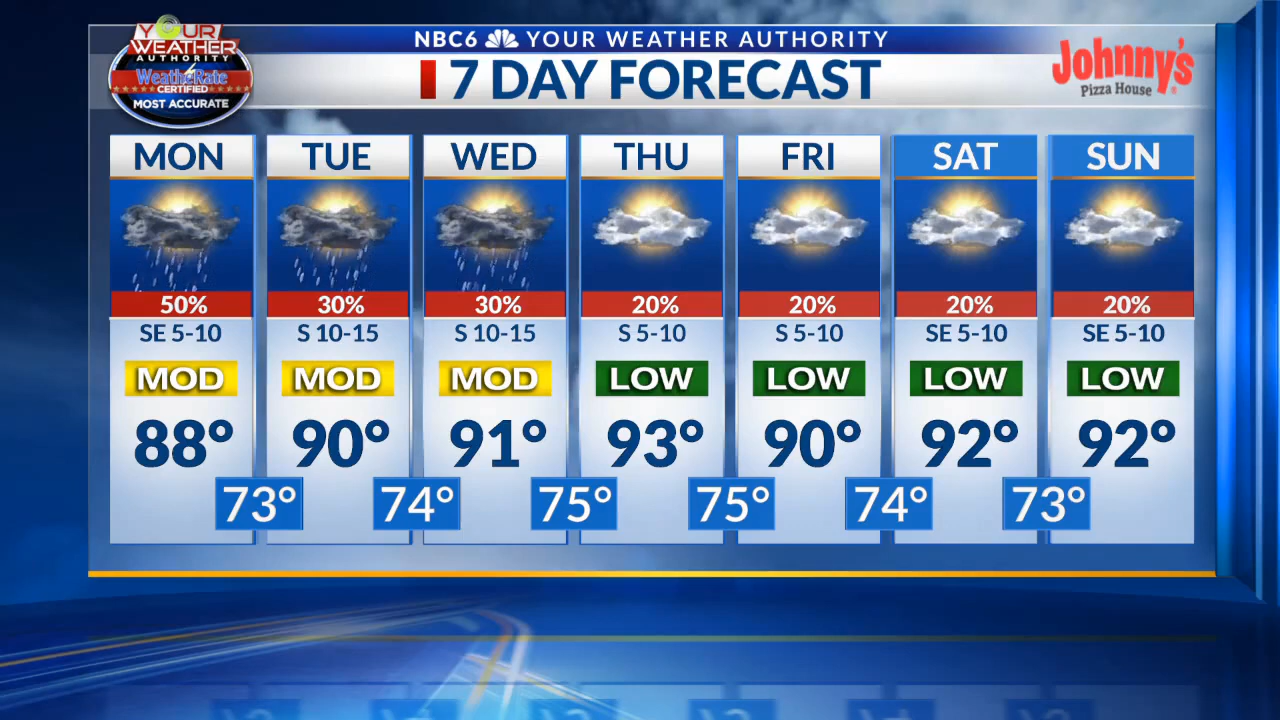 YOUR
WEATHER
AUTHORITY
WeatheRate
CERTIFIED
MOST ACCURATE
NBC6 YOUR WEATHER AUTHORITY
7 DAY FORECAST
Johnny's
Pizza House
MON TUE WED THU FRI SAT SUN
50% 30% 30% 20% 20% 20% 20%
SE 5-10 S 10-15 S 10-15 S 5-10 S 5-10 SE 5-10 SE 5-10
MOD MOD MOD LOW LOW LOW LOW
88° 90° 91° 93° 90° 92° 92°
73° 74° 75° 75° 74° 73°